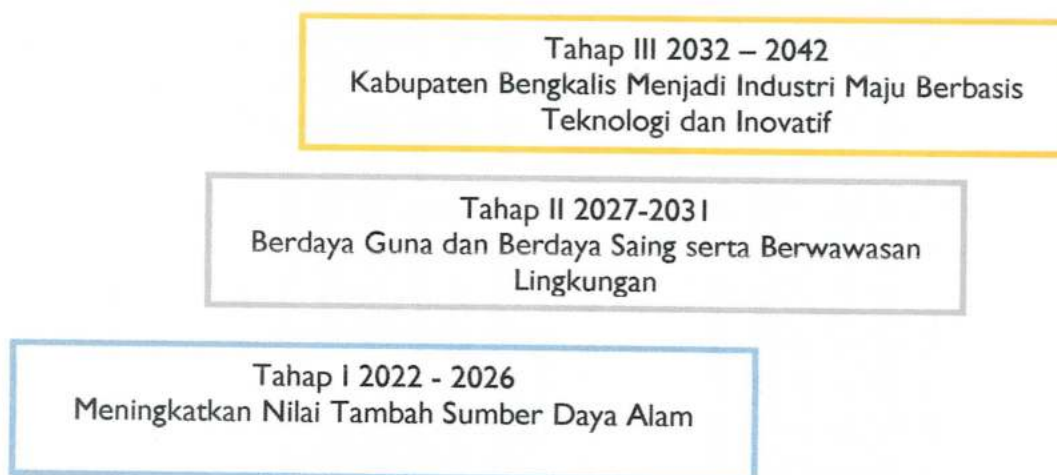 Tahap III 2032 – 2042
Kabupaten Bengkalis Menjadi Industri Maju Berbasis
Teknologi dan Inovatif
Tahap II 2027-2031
Berdaya Guna dan Berdaya Saing serta Berwawasan
Lingkungan
Tahap I 2022 - 2026
Meningkatkan Nilai Tambah Sumber Daya Alam